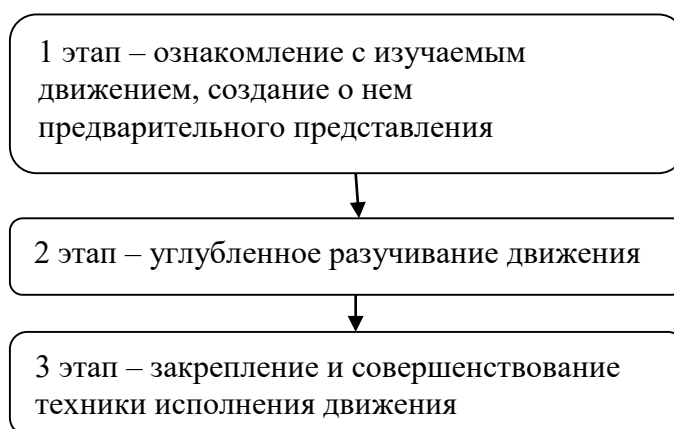 1 этап – ознакомление с изучаемым
движением, создание о нем
предварительного представления
2 этап – углубленное разучивание движения
3 этап – закрепление и совершенствование
техники исполнения движения